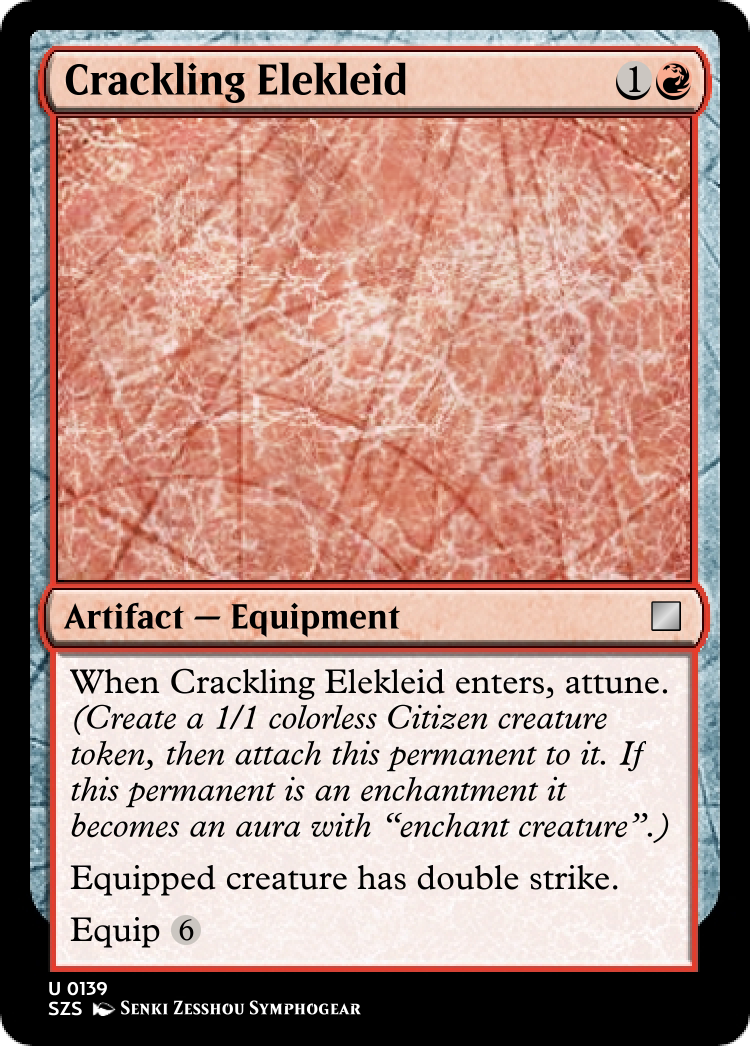 Crackling Elekleid 1
Artifact — Equipment
When Crackling Elekleid enters, attune.
(Create a 1/1 colorless Citizen creature
token, then attach this permanent to it. If
this permanent is an enchantment it
becomes an aura with “enchant creature”.)
Equipped creature has double strike.
Equip 6
U 0139
SZS SENKI ZESSHOU SYMPHOGEAR